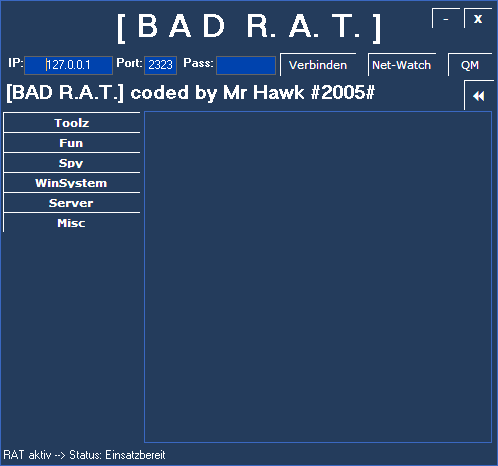 [ B A D  R. A. T. ]
- X
IP: 127.0.0.1 Port: 2323 Pass: Verbinden Net-Watch QM
[BAD R.A.T.] coded by Mr Hawk #2005#
Toolz
Fun
Spy
WinSystem
Server
Misc
RAT aktiv --> Status: Einsatzbereit